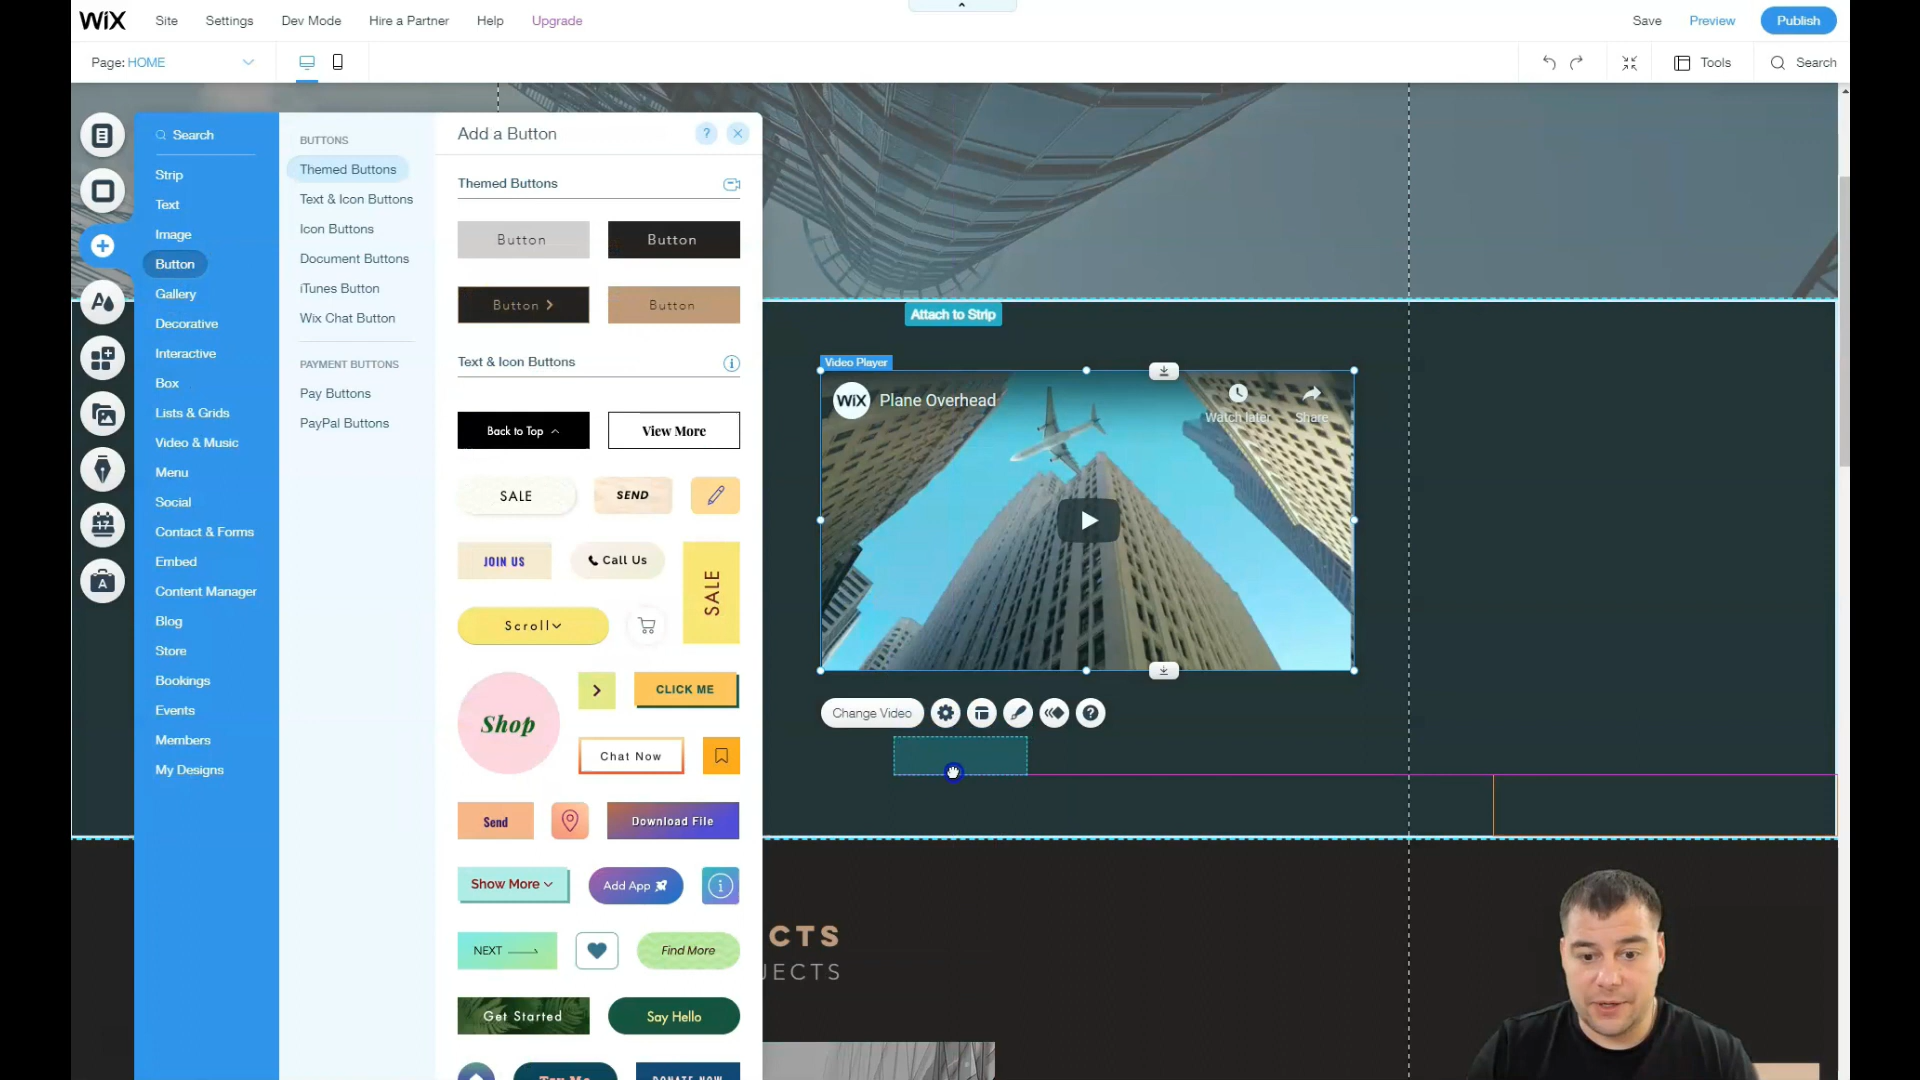 WiX Site Settings Dev Mode Hire a Partner Help Upgrade Save Preview Publish
Page: HOME Tools Search
Search
Strip
Text
Image
Button
Gallery
Decorative
Interactive
Box
Lists & Grids
Video & Music
Menu
Social
Contact & Forms
Embed
Content Manager
Blog
Store
Bookings
Events
Members
My Designs
BUTTONS
Themed Buttons
Text & Icon Buttons
Icon Buttons
Document Buttons
iTunes Button
Wix Chat Button
PAYMENT BUTTONS
Pay Buttons
PayPal Buttons
Add a Button ?
Themed Buttons
Button Button
Button Button
Text & Icon Buttons
Back to Top View More
SALE SEND
JOIN US Call Us SALE
Scroll
Shop CLICK ME
Chat Now
Send Download File
Show More Add App
NEXT Find More
Get Started Say Hello
DONATE NOW
Attach to Strip
Video Player
WiX Plane Overhead Watch later Share
Change Video ?
CTS
JECTS
17
A